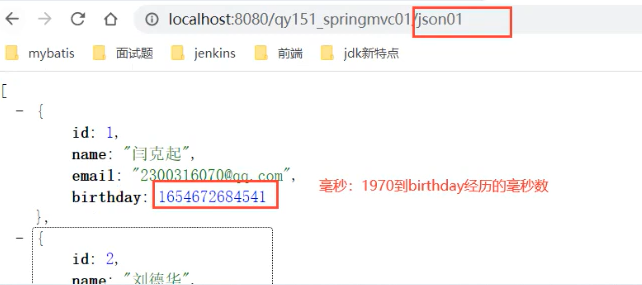 localhost:8080/qy151_springmvc01/json01
mybatis 面试题 jenkins 前端 jdk新特点
[
- {
id: 1,
name: "闫克起",
email: "2300316070@qq.com",
birthday: 1654672684541 毫秒：1970到birthday经历的毫秒数
},
- {
id: 2,
name: "刘德华",